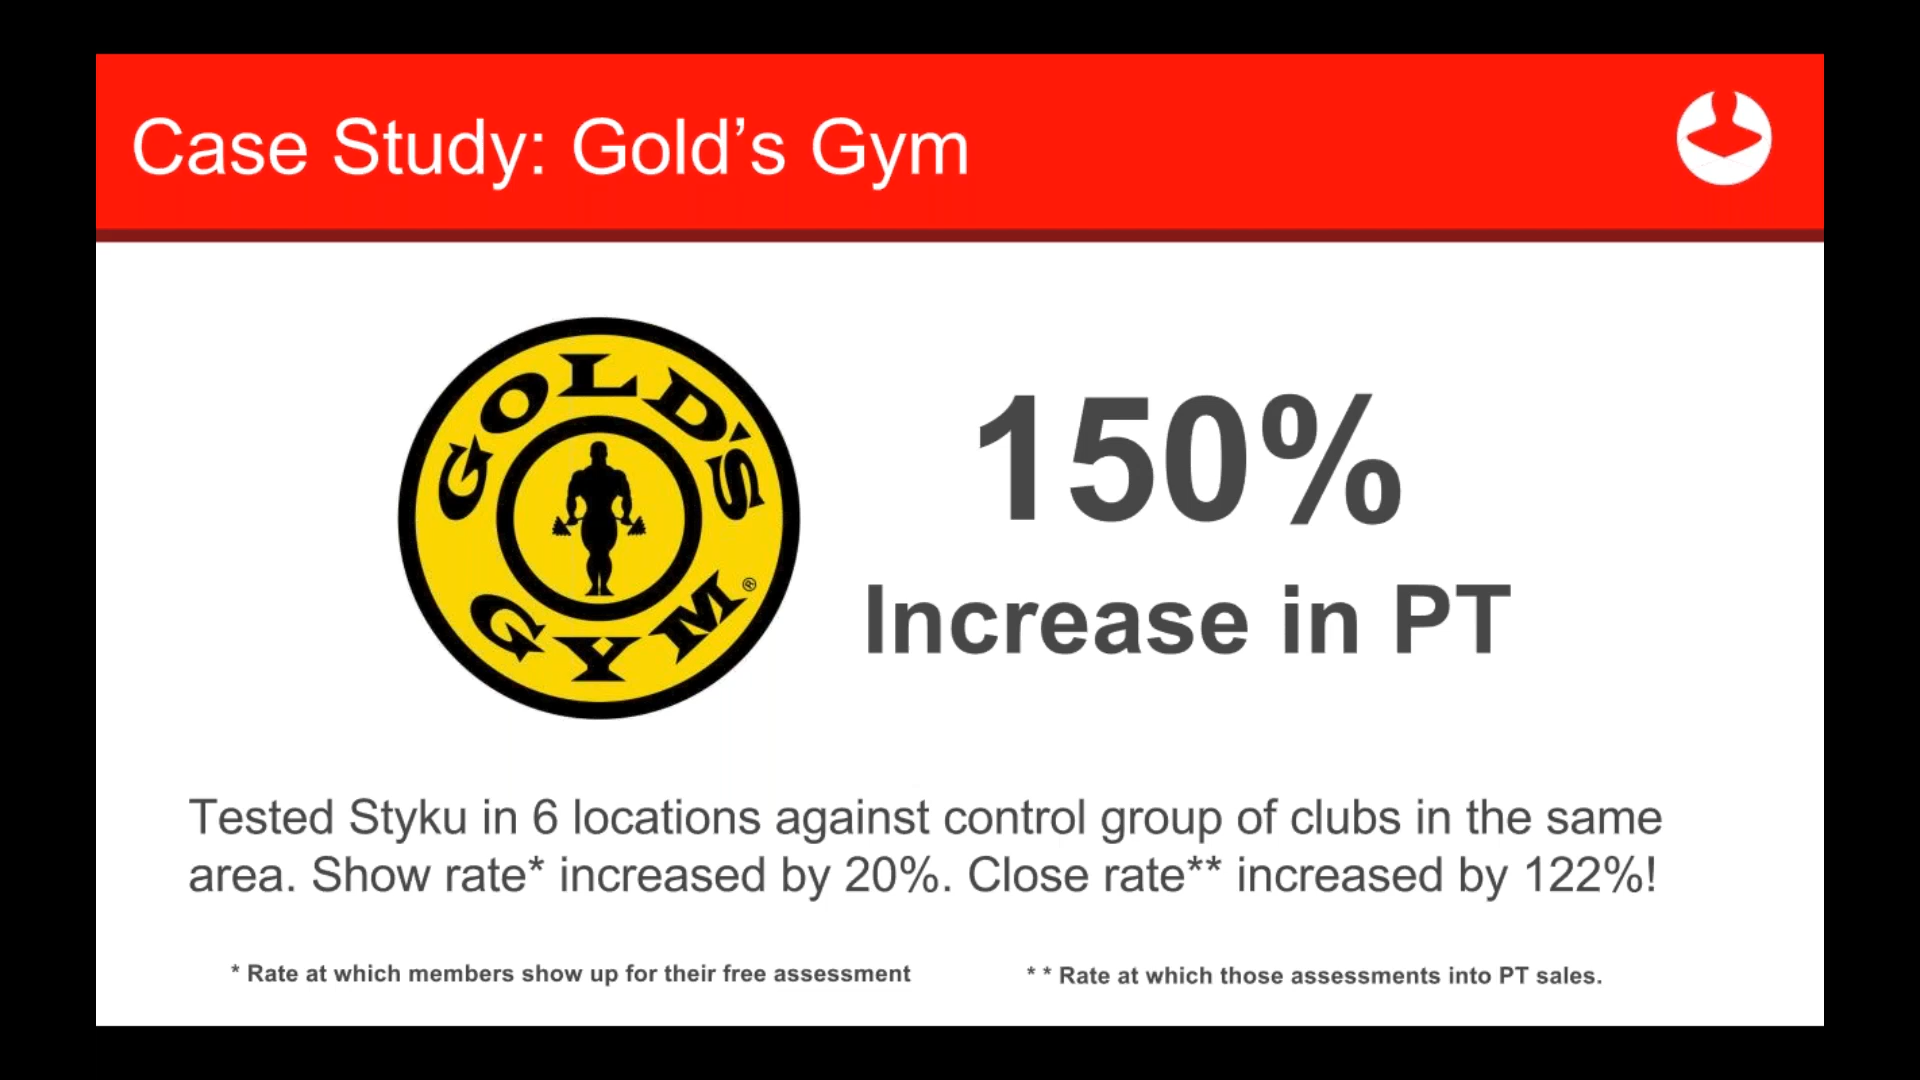 Case Study: Gold’s Gym
GOLD'S
GYM®
150%
Increase in PT
Tested Styku in 6 locations against control group of clubs in the same
area. Show rate* increased by 20%. Close rate** increased by 122%!
* Rate at which members show up for their free assessment
* * Rate at which those assessments into PT sales.